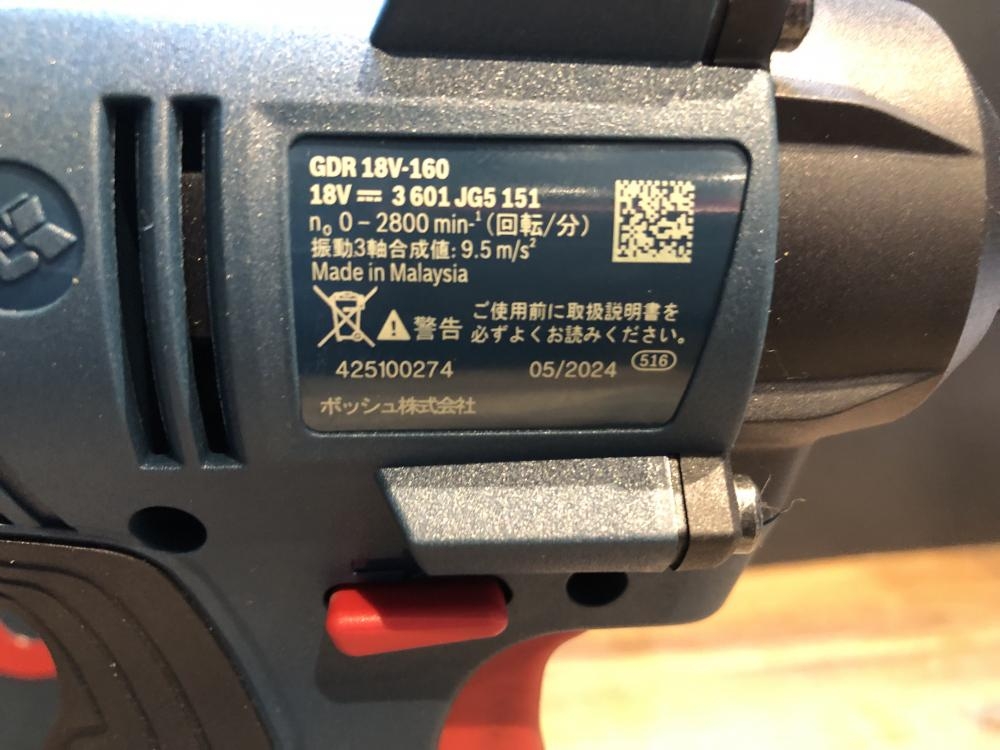 GDR 18V-160
18V ⎓ 3 601 JG5 151
n₀ 0 – 2800 min-¹ (回転/分)
振動3軸合成値: 9.5 m/s²
Made in Malaysia
警告 ご使用前に取扱説明書を
必ずよくお読みください。
425100274 05/2024 516
ボッシュ株式会社